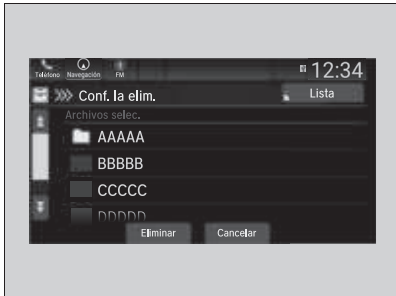 Teléfono Navegación FM 12:34
Conf. la elim. Lista
Archivos selec.
AAAAA
BBBBB
CCCCC
DDDDD
Eliminar Cancelar